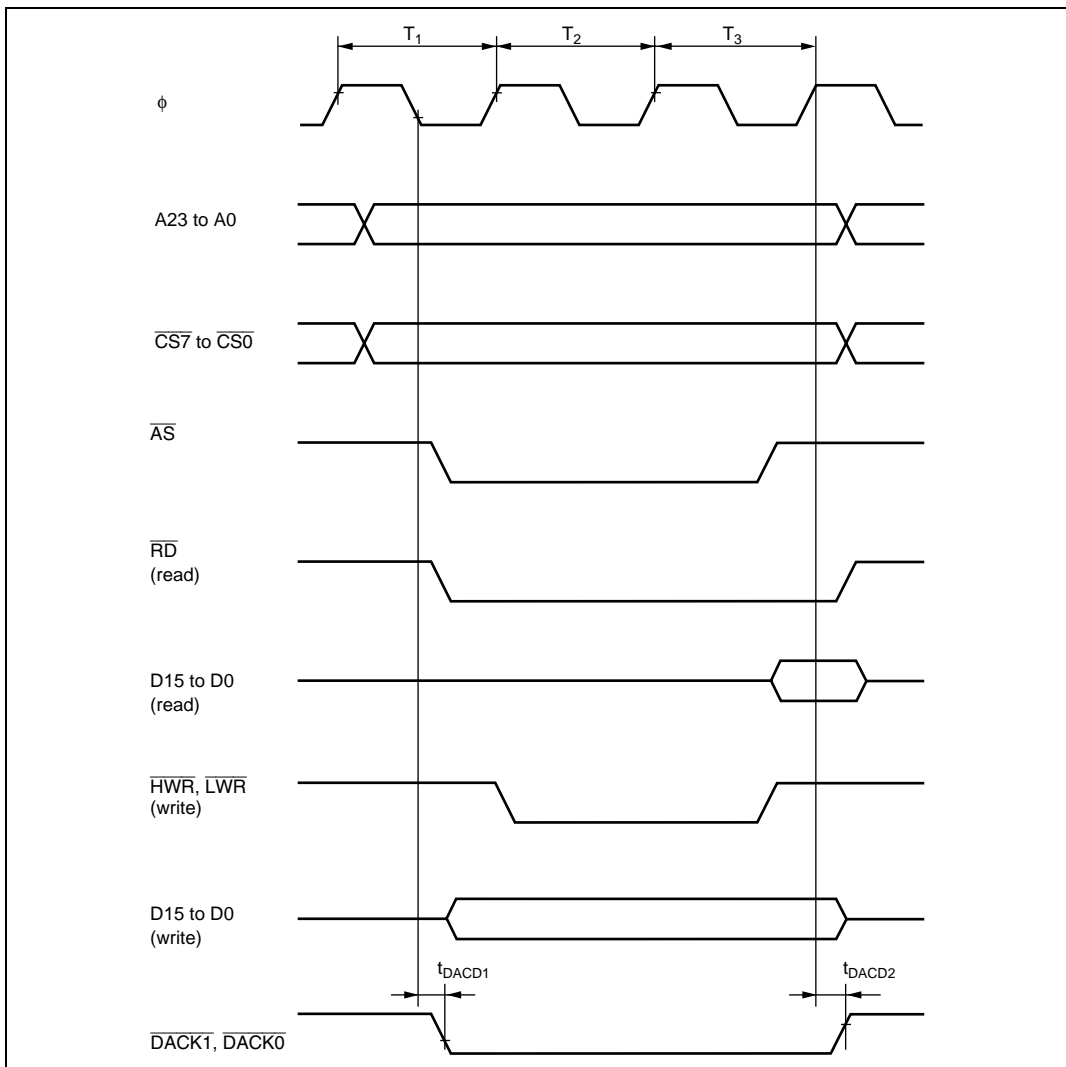 T1 T2 T3
ϕ
A23 to A0
CS7 to CS0
AS
RD
(read)
D15 to D0
(read)
HWR, LWR
(write)
D15 to D0
(write)
tDACD1 tDACD2
DACK1, DACK0